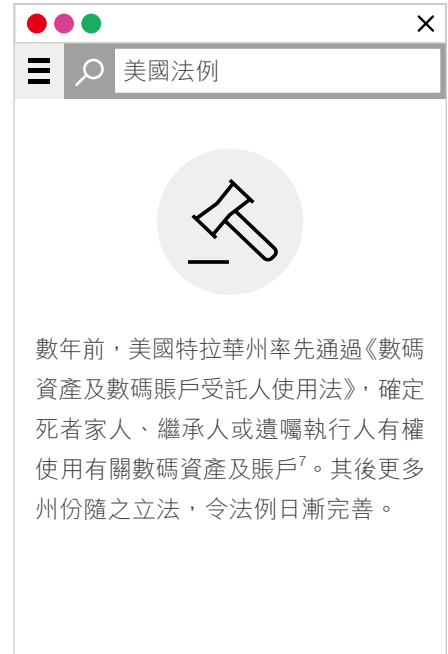 美國法例
數年前，美國特拉華州率先通過《數碼
資產及數碼賬戶受託人使用法》，確定
死者家人、繼承人或遺囑執行人有權
使用有關數碼資產及賬戶7。其後更多
州份隨之立法，令法例日漸完善。